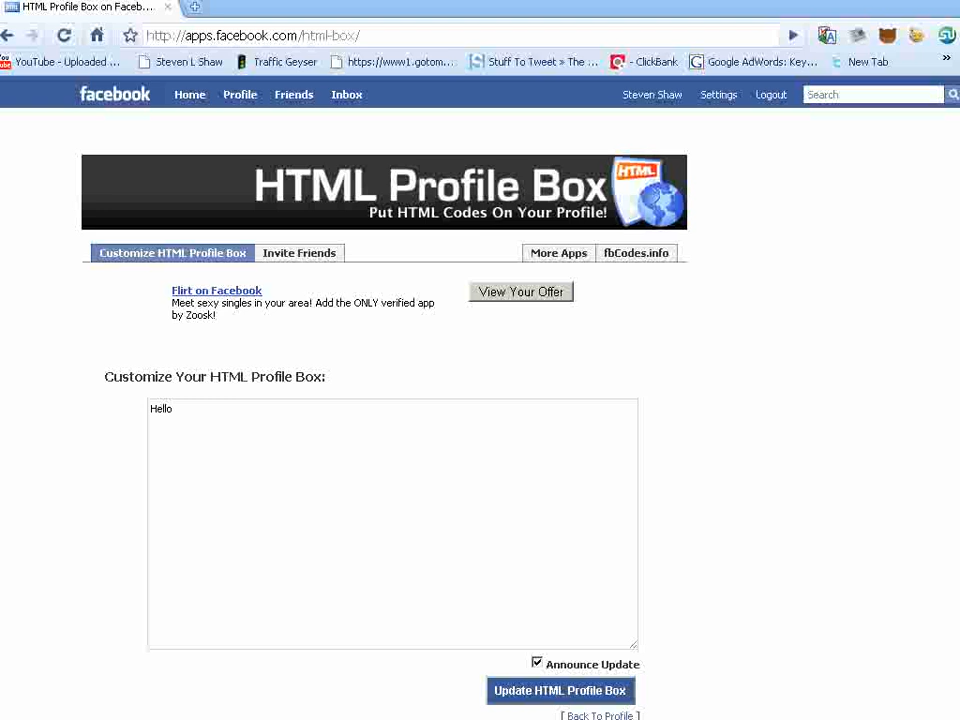 HTML Profile Box on Faceb...
http://apps.facebook.com/html-box/
You Tube YouTube - Uploaded ... Steven L Shaw Traffic Geyser https://www1.gotom... Stuff To Tweet » The ... - ClickBank Google AdWords: Key... New Tab »
facebook Home Profile Friends Inbox Steven Shaw Settings Logout Search
HTML Profile Box HTML
Put HTML Codes On Your Profile!
Customize HTML Profile Box Invite Friends More Apps fbCodes.info
Flirt on Facebook View Your Offer
Meet sexy singles in your area! Add the ONLY verified app
by Zoosk!
Customize Your HTML Profile Box:
Hello
Announce Update
Update HTML Profile Box
[ Back To Profile ]